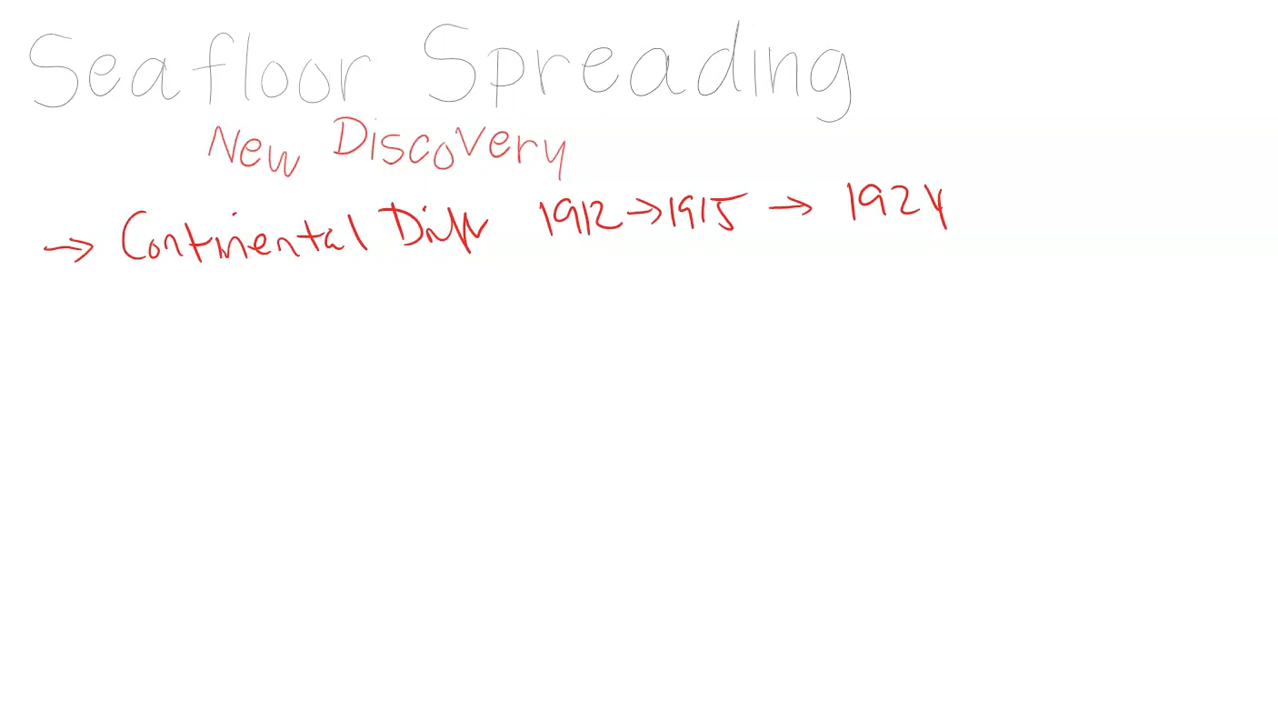 Seafloor Spreading
New Discovery
→ Continental Drift 1912 → 1915 → 1924